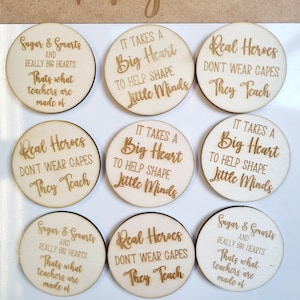 Sugar & Smarts
AND
REALLY BIG HEARTS
Thats what
teachers are
made of
IT TAKES A
Big Heart
TO HELP SHAPE
Little Minds
Real Heroes
DON'T WEAR CAPES
They Teach
Real Heroes
DON'T WEAR CAPES
They Teach
IT TAKES A
Big Heart
TO HELP SHAPE
Little Minds
IT TAKES A
Big Heart
TO HELP SHAPE
Little Minds
Sugar & Smarts
AND
REALLY BIG HEARTS
Thats what
teachers are
made of
Real Heroes
DON'T WEAR CAPES
They Teach
Sugar & Smarts
AND
REALLY BIG HEARTS
Thats what
teachers are
made of